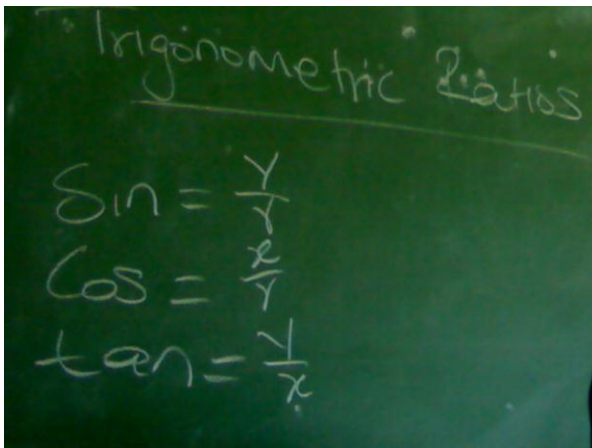 Trigonometric Ratios
Sin = y/r
Cos = x/r
tan = y/x